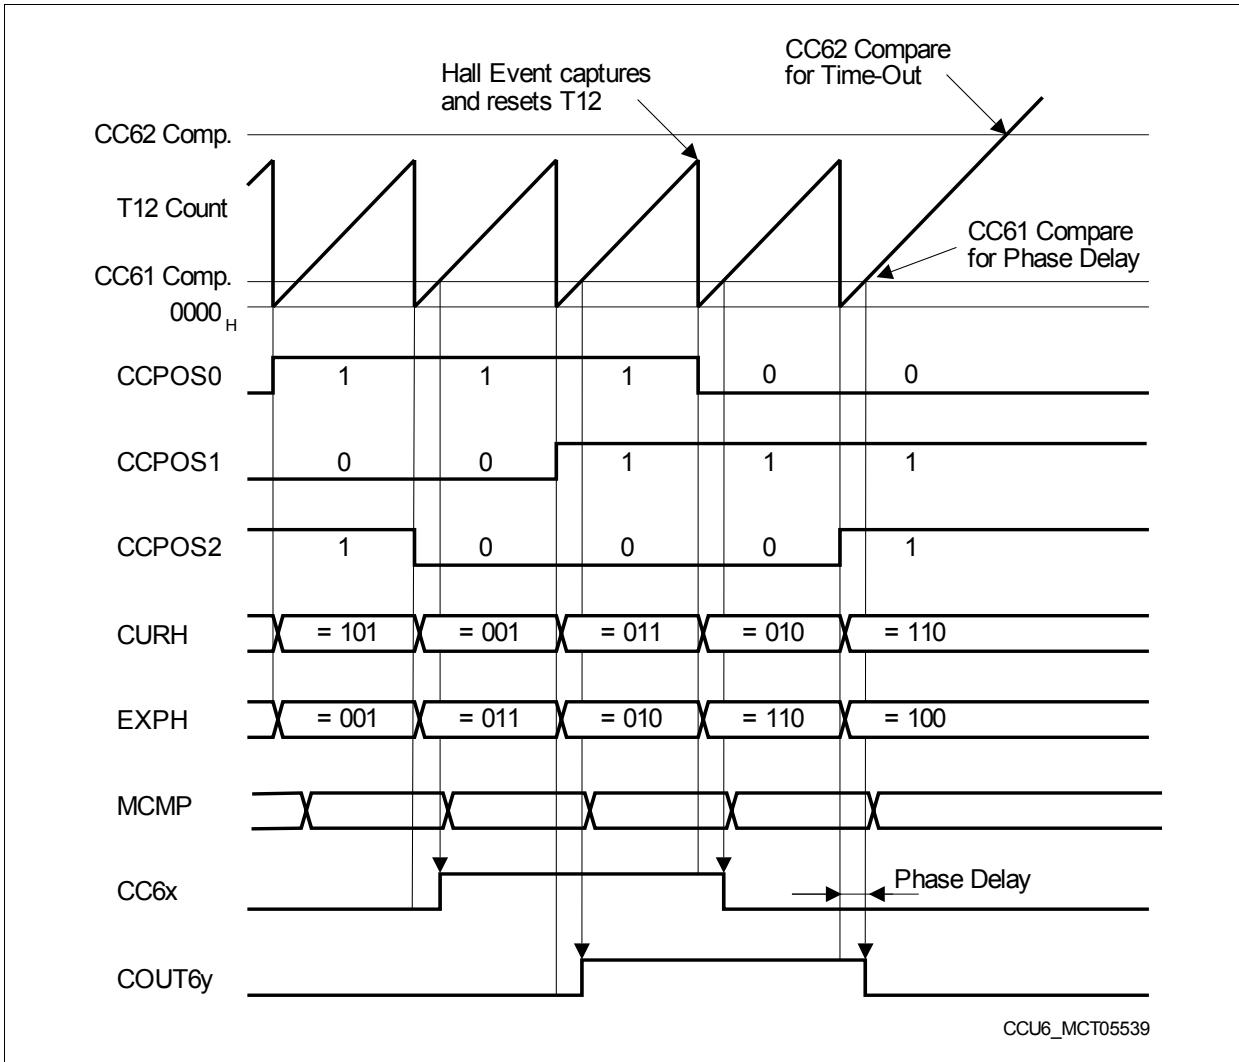 CC62 Compare
for Time-Out
Hall Event captures
and resets T12
CC62 Comp.
T12 Count
CC61 Compare
for Phase Delay
CC61 Comp.
0000 H
CCPOS0 1 1 1 0 0
CCPOS1 0 0 1 1 1
CCPOS2 1 0 0 0 1
CURH = 101 = 001 = 011 = 010 = 110
EXPH = 001 = 011 = 010 = 110 = 100
MCMP
CC6x
Phase Delay
COUT6y
CCU6_MCT05539